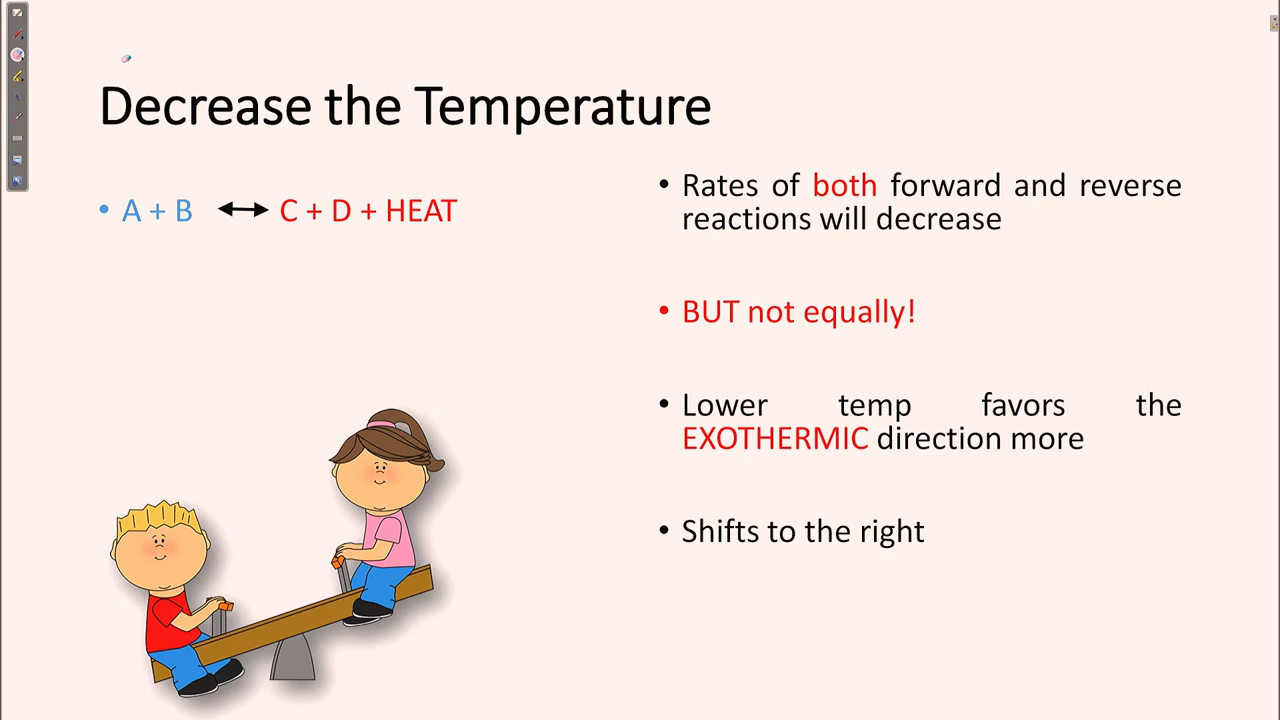 Decrease the Temperature
• A + B ↔ C + D + HEAT
• Rates of both forward and reverse
reactions will decrease
• BUT not equally!
• Lower temp favors the
EXOTHERMIC direction more
• Shifts to the right